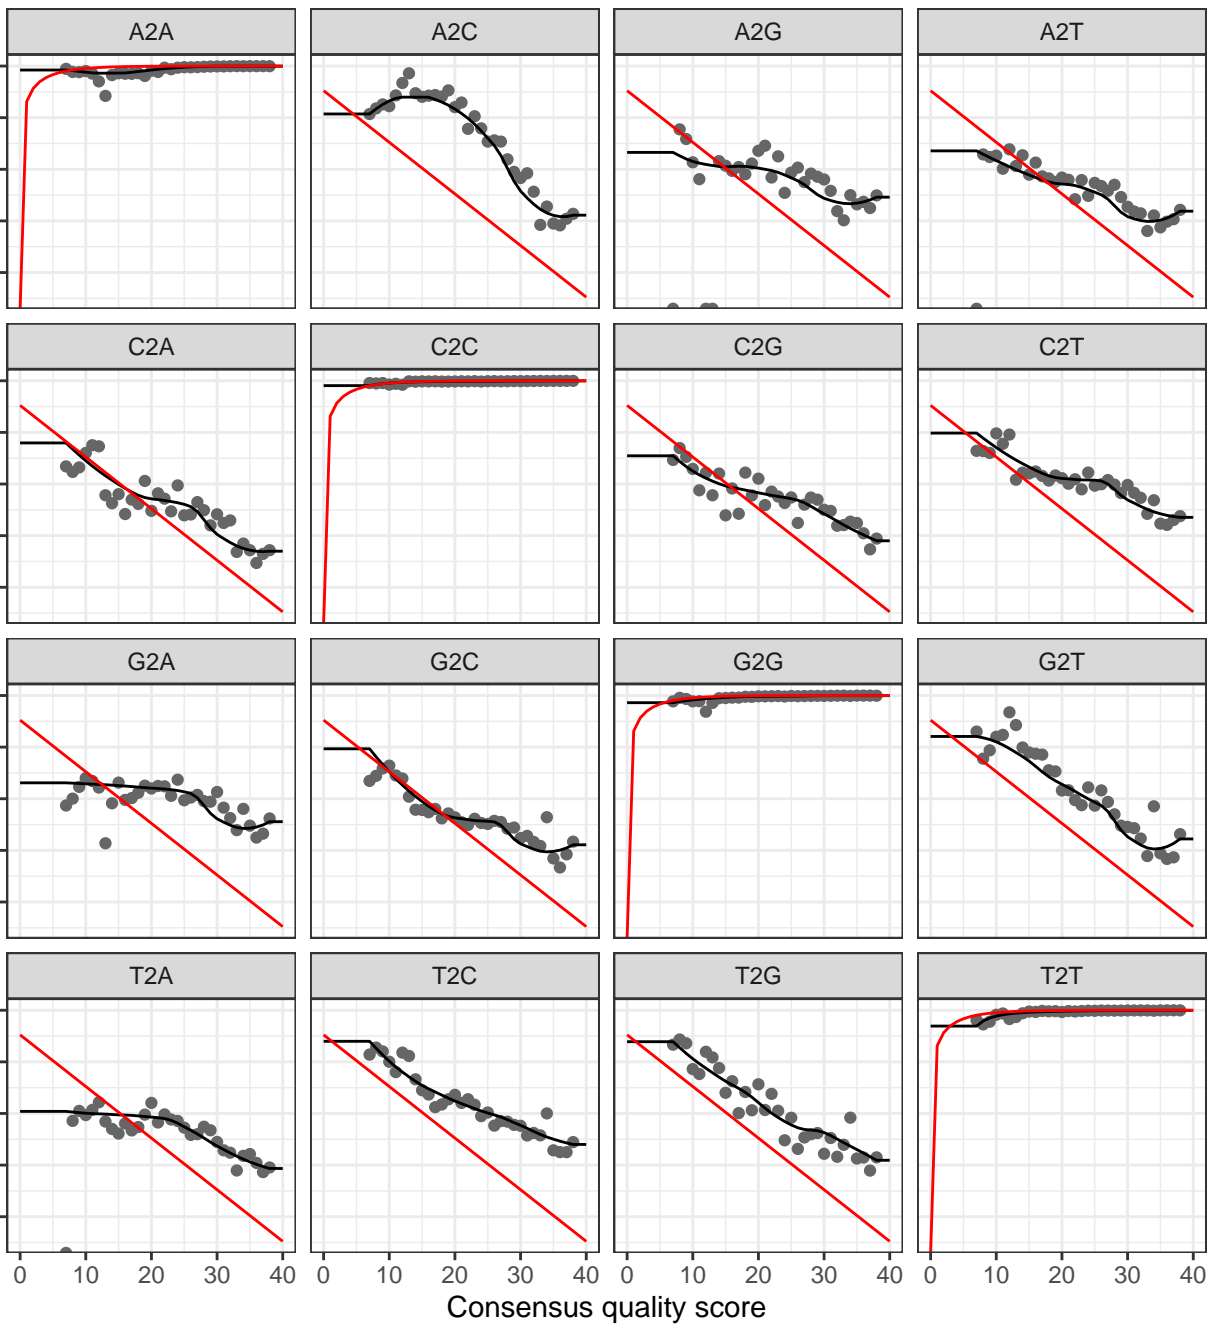 A2A A2C A2G A2T
C2A C2C C2G C2T
G2A G2C G2G G2T
T2A T2C T2G T2T
0 10 20 30 40 0 10 20 30 40 0 10 20 30 40 0 10 20 30 40
Consensus quality score